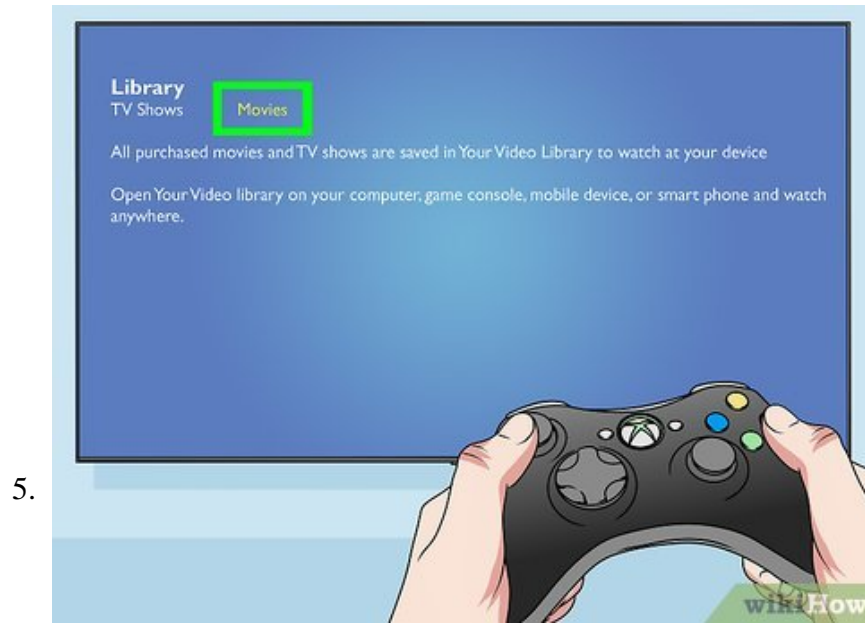 Library
TV Shows Movies
All purchased movies and TV shows are saved in Your Video Library to watch at your device
Open Your Video library on your computer, game console, mobile device, or smart phone and watch
anywhere.
5.
wikiHow